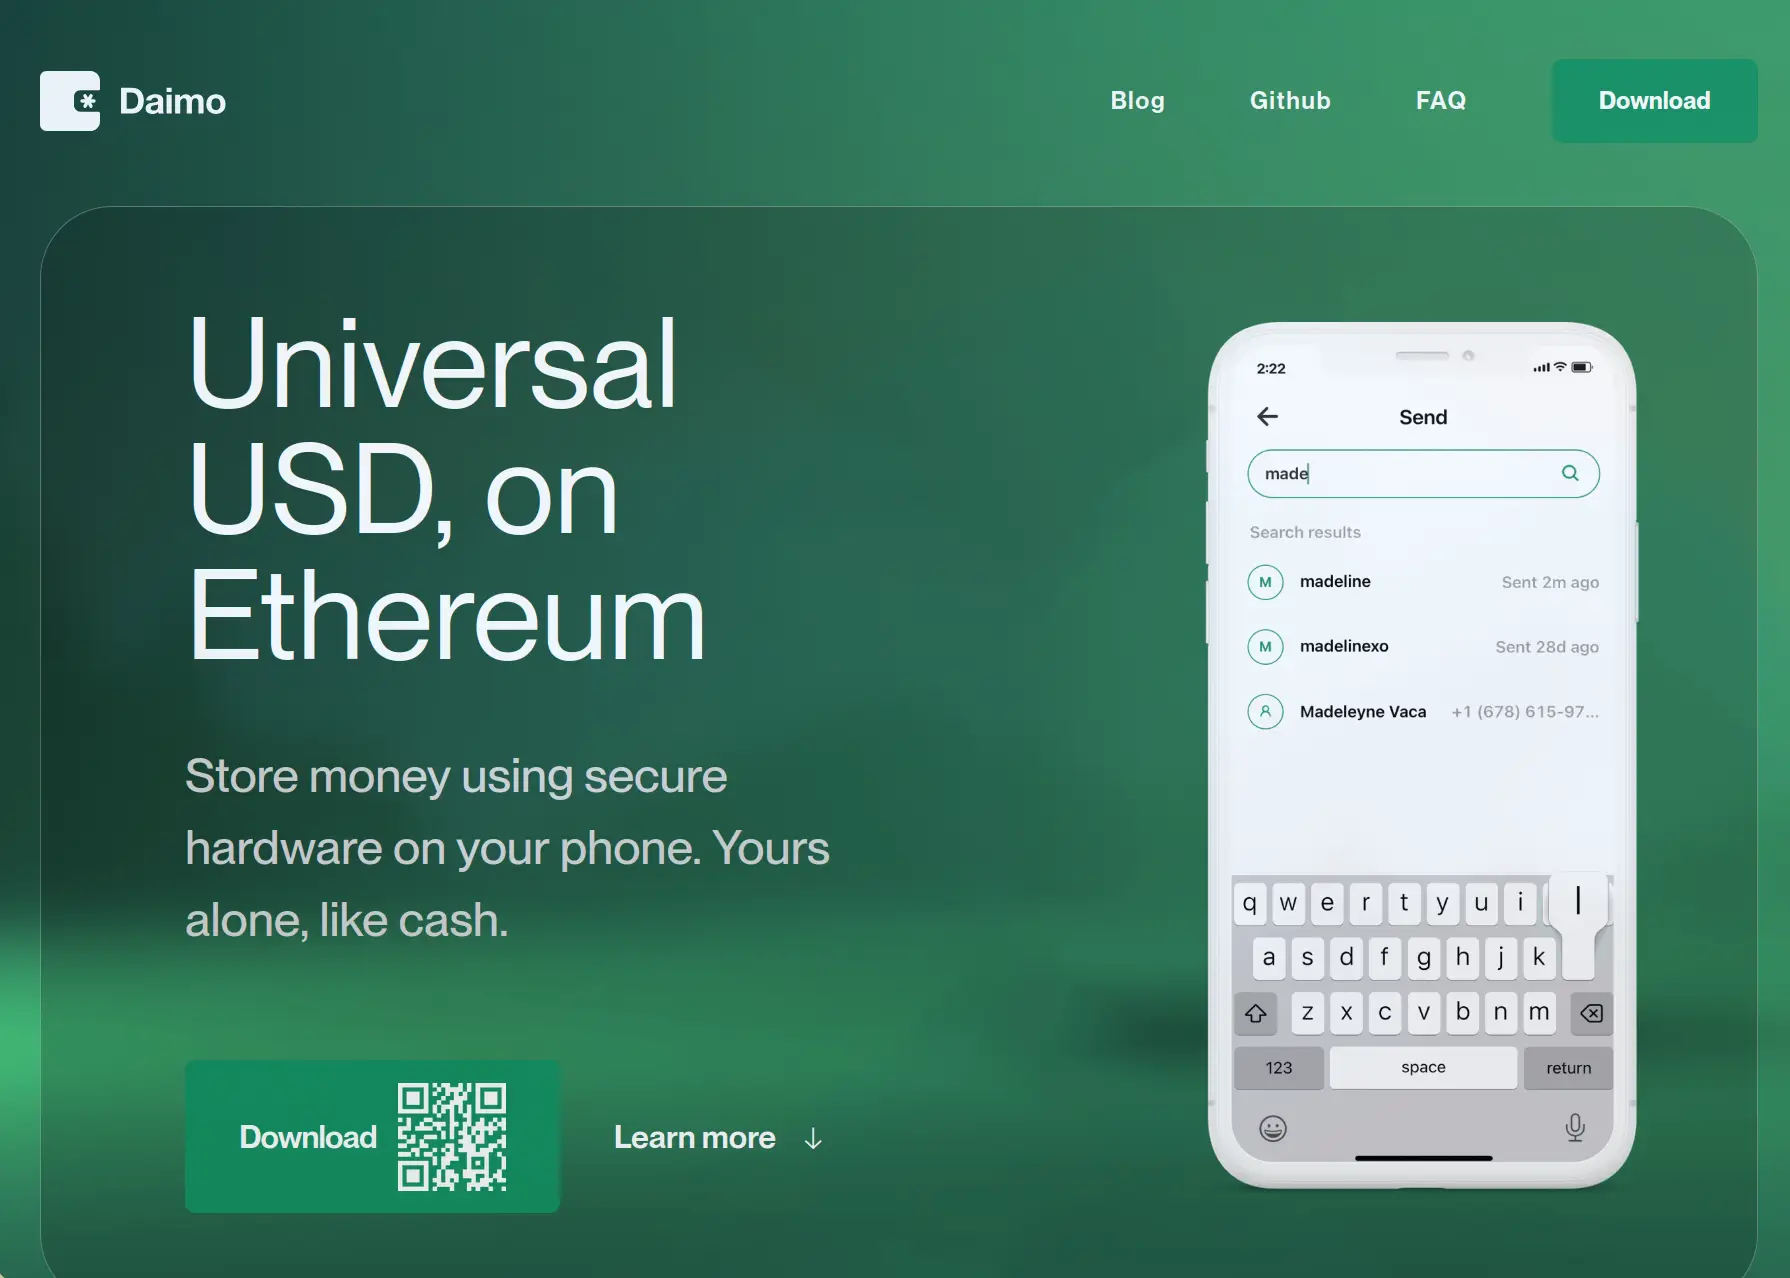 Daimo
Blog
Github
FAQ
Download
Universal
USD, on
Ethereum
Store money using secure
hardware on your phone. Yours
alone, like cash.
Download
Learn more ↓
2:22
Send
made
Search results
M madeline Sent 2m ago
M madelinexo Sent 28d ago
Madeleyne Vaca +1 (678) 615-97...
q w e r t y u i l
a s d f g h j k
z x c v b n m
123 space return